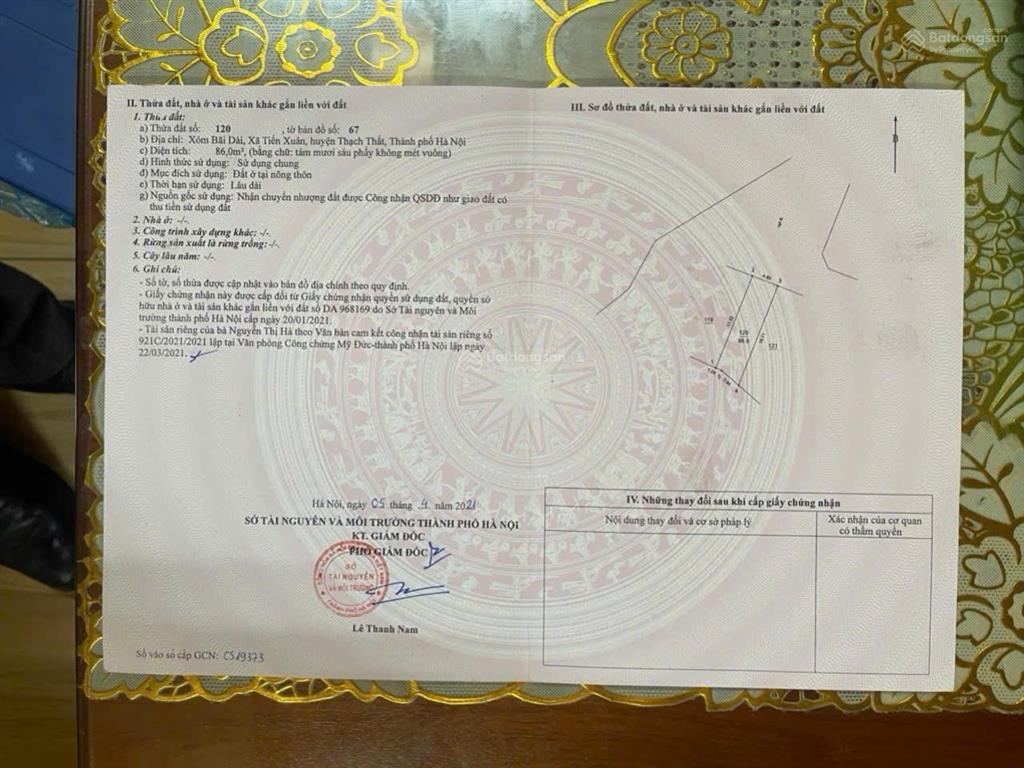 II. Thửa đất, nhà ở và tài sản khác gắn liền với đất
1. Thửa đất:
a) Thửa đất số: 120 , tờ bản đồ số: 67
b) Địa chỉ: Xóm Bãi Dài, Xã Tiến Xuân, huyện Thạch Thất, Thành phố Hà Nội
c) Diện tích: 86,0m², (bằng chữ: tám mươi sáu phẩy không mét vuông)
d) Hình thức sử dụng: Sử dụng chung
đ) Mục đích sử dụng: Đất ở tại nông thôn
e) Thời hạn sử dụng: Lâu dài
g) Nguồn gốc sử dụng: Nhận chuyển nhượng đất được Công nhận QSDĐ như giao đất có
thu tiền sử dụng đất
2. Nhà ở: -/-.
3. Công trình xây dựng khác: -/-.
4. Rừng sản xuất là rừng trồng: -/-.
5. Cây lâu năm: -/-.
6. Ghi chú:
- Số tờ, số thửa được cập nhật vào bản đồ địa chính theo quy định.
- Giấy chứng nhận này được cấp đổi từ Giấy chứng nhận quyền sử dụng đất, quyền sở
hữu nhà ở và tài sản khác gắn liền với đất số DA 968169 do Sở Tài nguyên và Môi
trường thành phố Hà Nội cấp ngày 20/01/2021.
- Tài sản riêng của bà Nguyễn Thị Hà theo Văn bản cam kết công nhận tài sản riêng số
921C/2021/2021 lập tại Văn phòng Công chứng Mỹ Đức-thành phố Hà Nội lập ngày
22/03/2021.
Hà Nội, ngày 05 tháng 4 năm 2021
SỞ TÀI NGUYÊN VÀ MÔI TRƯỜNG THÀNH PHỐ HÀ NỘI
KT. GIÁM ĐỐC
PHÓ GIÁM ĐỐC
SỞ
TÀI NGUYÊN
VÀ MÔI TRƯỜNG
Lê Thanh Nam
Số vào sổ cấp GCN: CS19373
III. Sơ đồ thửa đất, nhà ở và tài sản khác gắn liền với đất
B
119
120
86.0
121
IV. Những thay đổi sau khi cấp giấy chứng nhận
Nội dung thay đổi và cơ sở pháp lý
Xác nhận của cơ quan
có thẩm quyền
Batdongsan
by PropertyGuru
Batdongsan